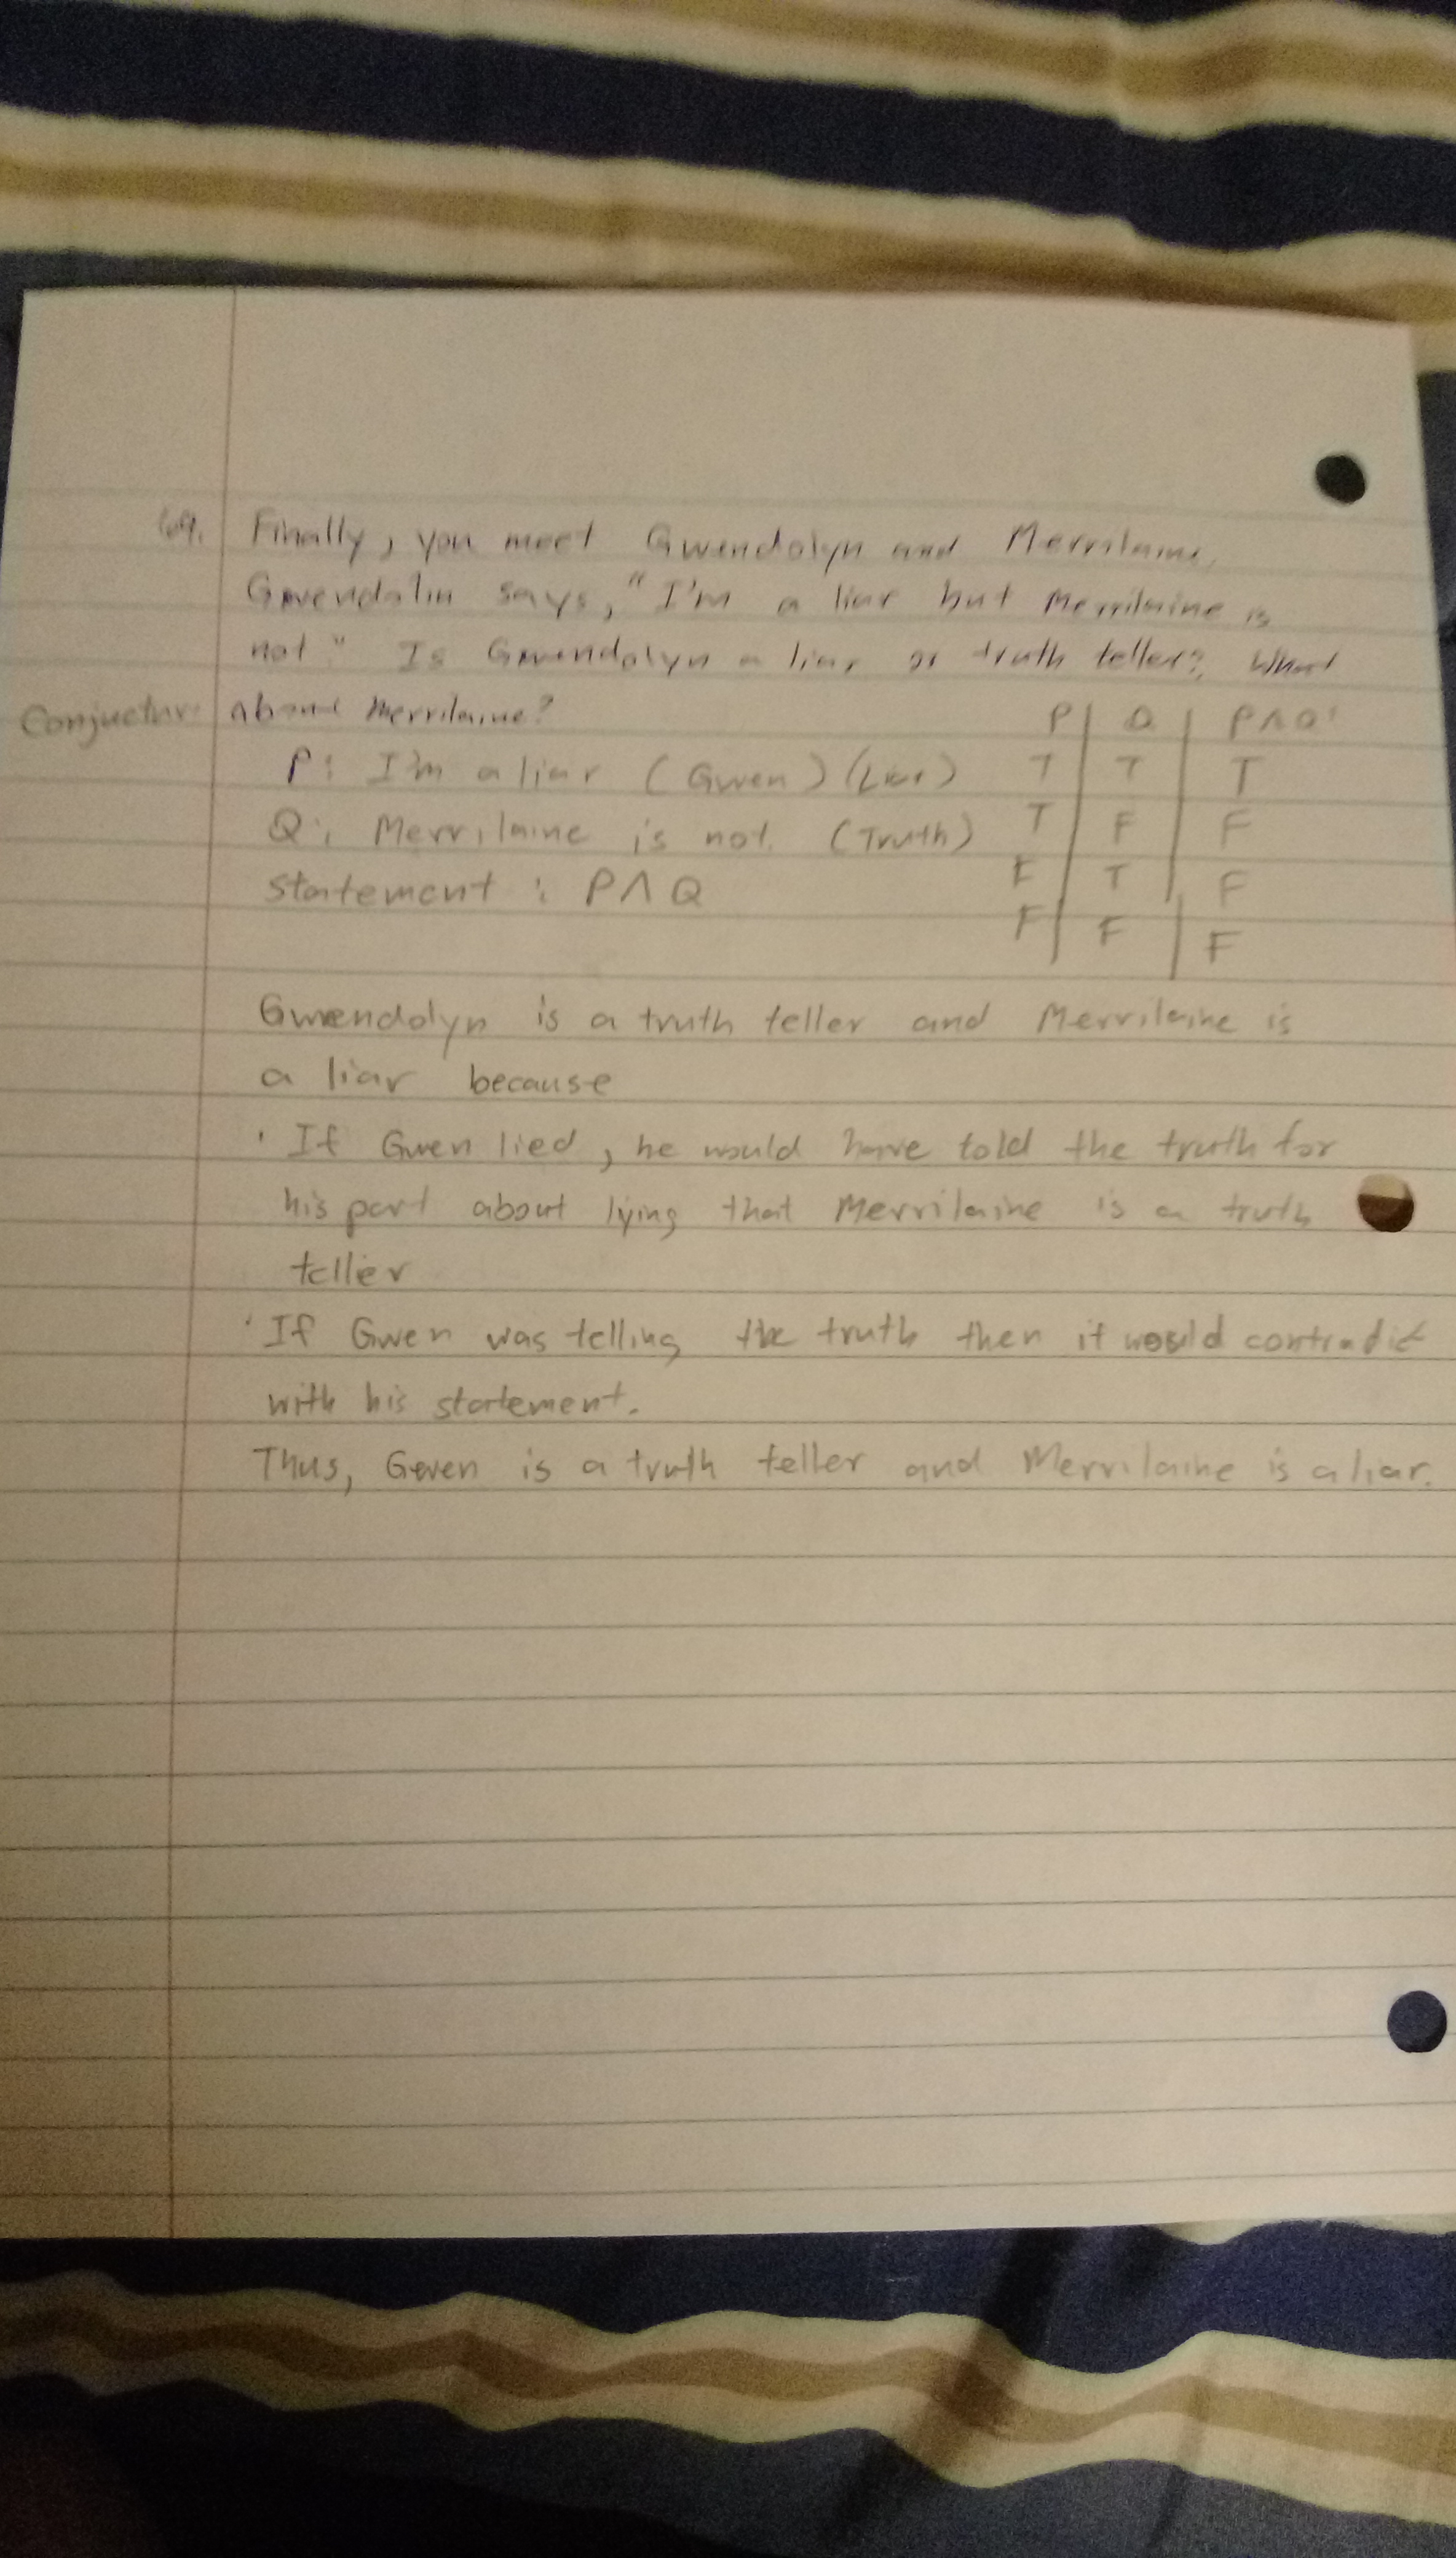 69. Finally, you meet Gwendolyn and Merrilaine.
Gwendalin says, "I'm a liar but Merrilaine is
not" Is Gwendolyn a liar or truth teller? What
about Merrilaine?
P | Q | P∧Q
P: I'm a liar (Gwen) (Liar) T | T | T
Q: Merrilaine is not. (Truth) T | F | F
statement : P∧Q F | T | F
F | F | F
Gwendolyn is a truth teller and Merrilaine is
a liar because
· If Gwen lied, he would have told the truth for
his part about lying that Merrilaine is a truth
teller
· If Gwen was telling the truth then it would contradict
with his statement.
Thus, Gwen is a truth teller and Merrilaine is a liar.